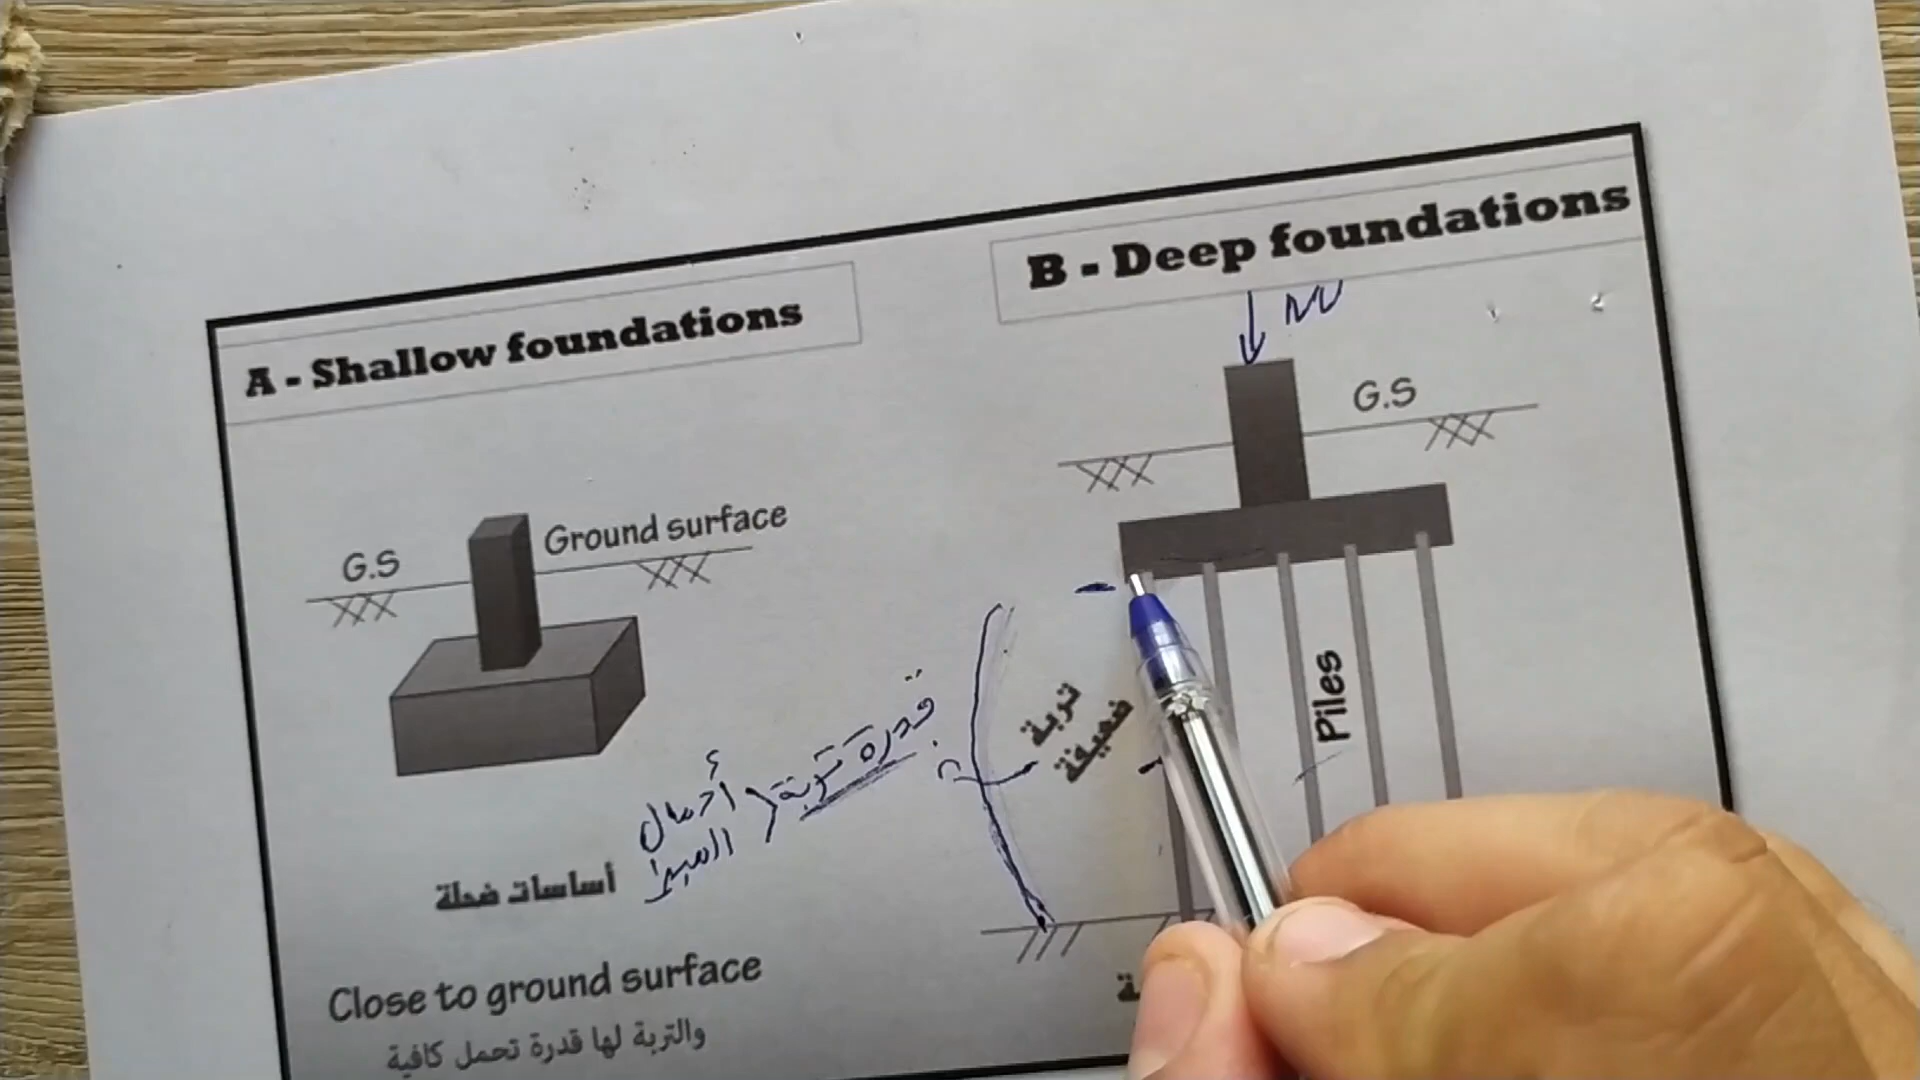 A - Shallow foundations
G.S
Ground surface
أساسات ضحلة
Close to ground surface
والتربة لها قدرة تحمل كافية
قدرة تربة
أحمال
B - Deep foundations
G.S
تربة
ضعيفة
Piles